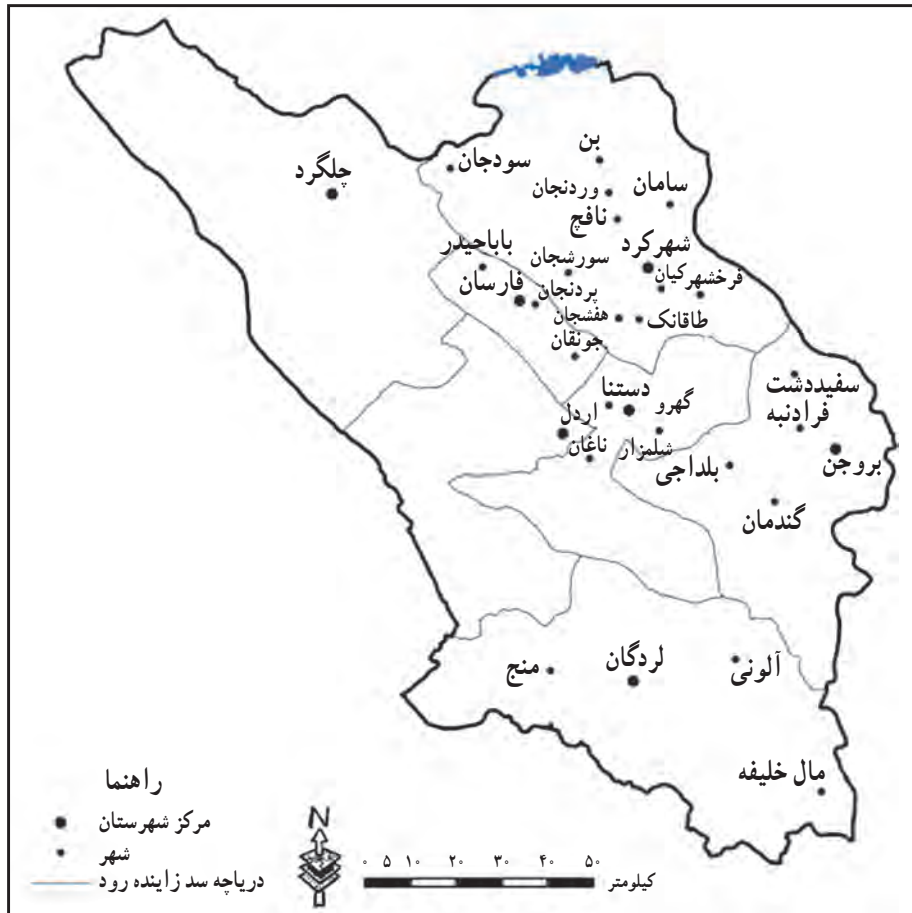 بن
سودجان
چلگرد
وردنجان
سامان
نافچ
شهرکرد
باباحیدر
سورشجان
کیان
فرخشهر
فارسان
پردنجان
هفشجان
طاقانک
جونقان
دستنا
گهرو
سفیددشت
فرادنبه
اردل
ناغان
شلمزار
بلداجی
بروجن
گندمان
منج
لردگان
آلونی
مال خلیفه
راهنما
مرکز شهرستان
شهر
دریاچه سد زاینده رود
N
۰ ۵ ۱۰ ۲۰ ۳۰ ۴۰ ۵۰
کیلومتر